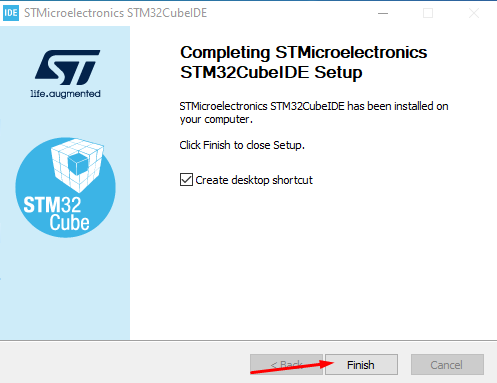 IDE STMicroelectronics STM32CubeIDE
ST
life.augmented
STM32
Cube
Completing STMicroelectronics
STM32CubeIDE Setup
STMicroelectronics STM32CubeIDE has been installed on
your computer.
Click Finish to close Setup.
Create desktop shortcut
< Back Finish Cancel